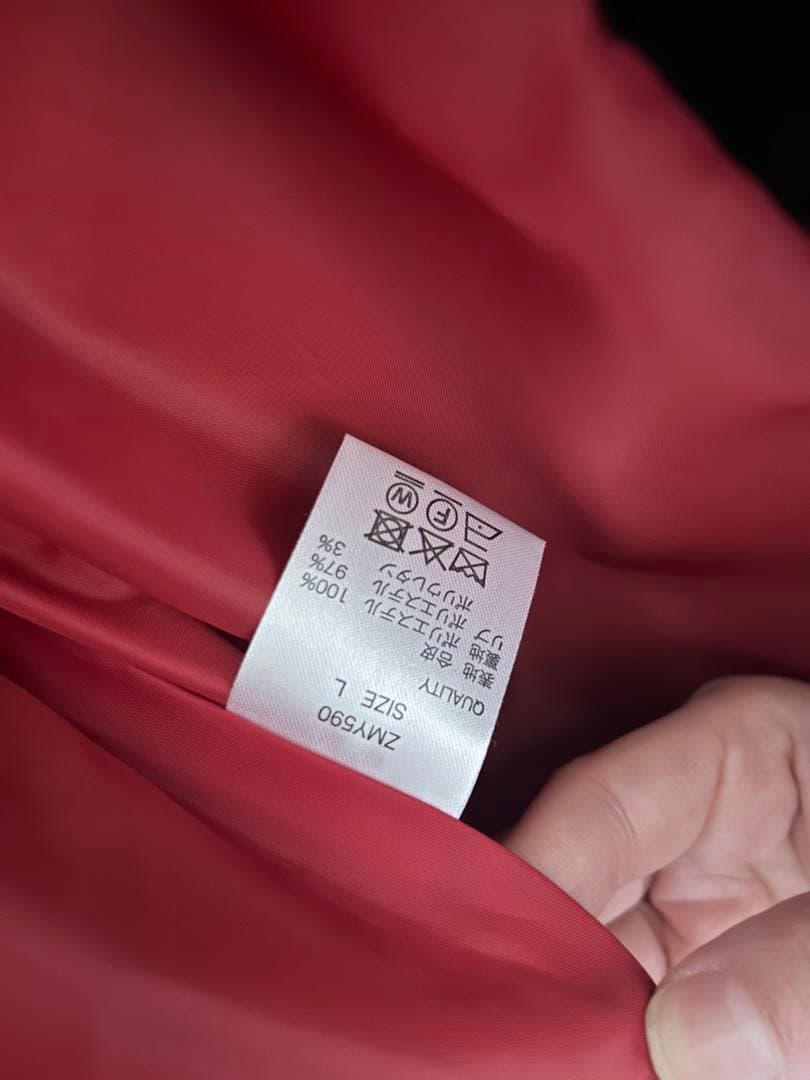 ZMY590
SIZE L
QUALITY
表地 合皮
裏地 ポリエステル 100%
リブ ポリエステル 97%
ポリウレタン 3%
F W